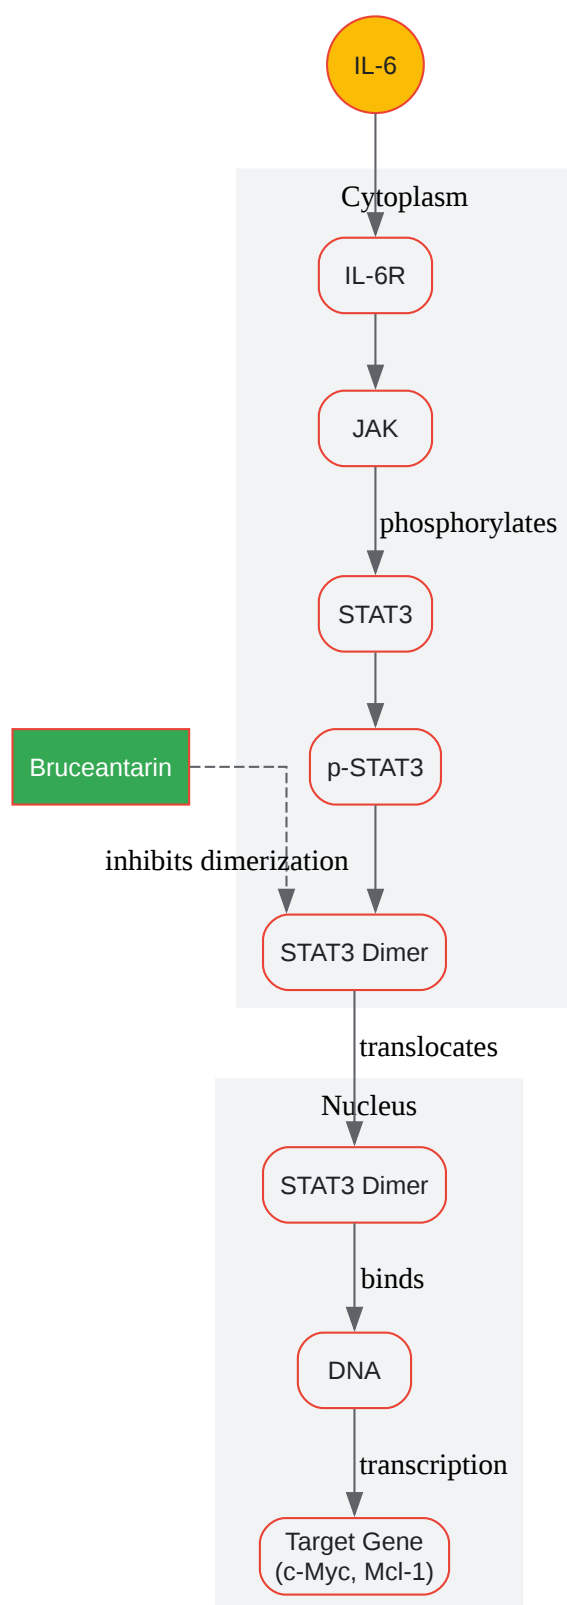 IL-6
Cytoplasm
IL-6R
JAK
phosphorylates
STAT3
Bruceantarin
p-STAT3
inhibits dimerization
STAT3 Dimer
translocates
Nucleus
STAT3 Dimer
binds
DNA
transcription
Target Gene
(c-Myc, Mcl-1)